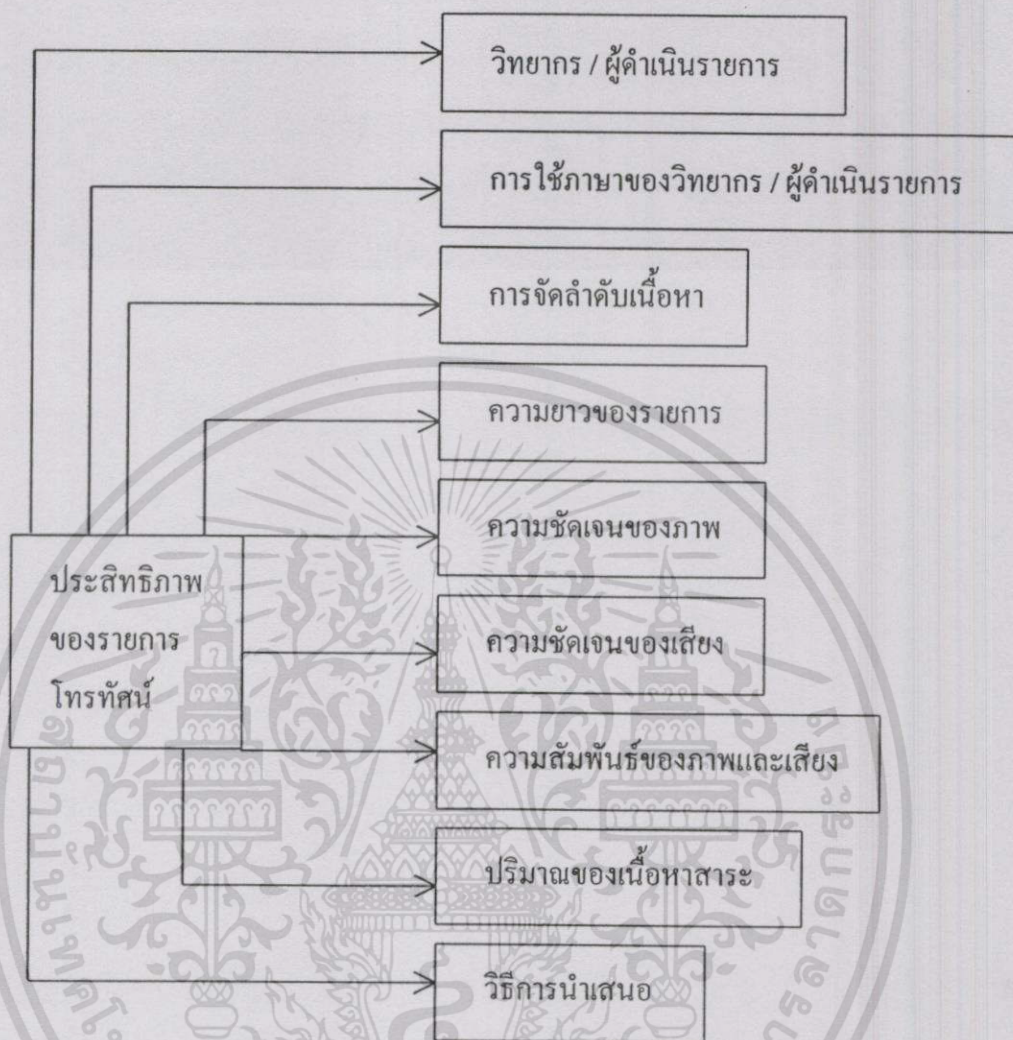 วิทยากร / ผู้ดำเนินรายการ
การใช้ภาษาของวิทยากร / ผู้ดำเนินรายการ
การจัดลำดับเนื้อหา
ความยาวของรายการ
ความชัดเจนของภาพ
ประสิทธิภาพ
ของรายการ
โทรทัศน์
ความชัดเจนของเสียง
ความสัมพันธ์ของภาพและเสียง
ปริมาณของเนื้อหาสาระ
วิธีการนำเสนอ